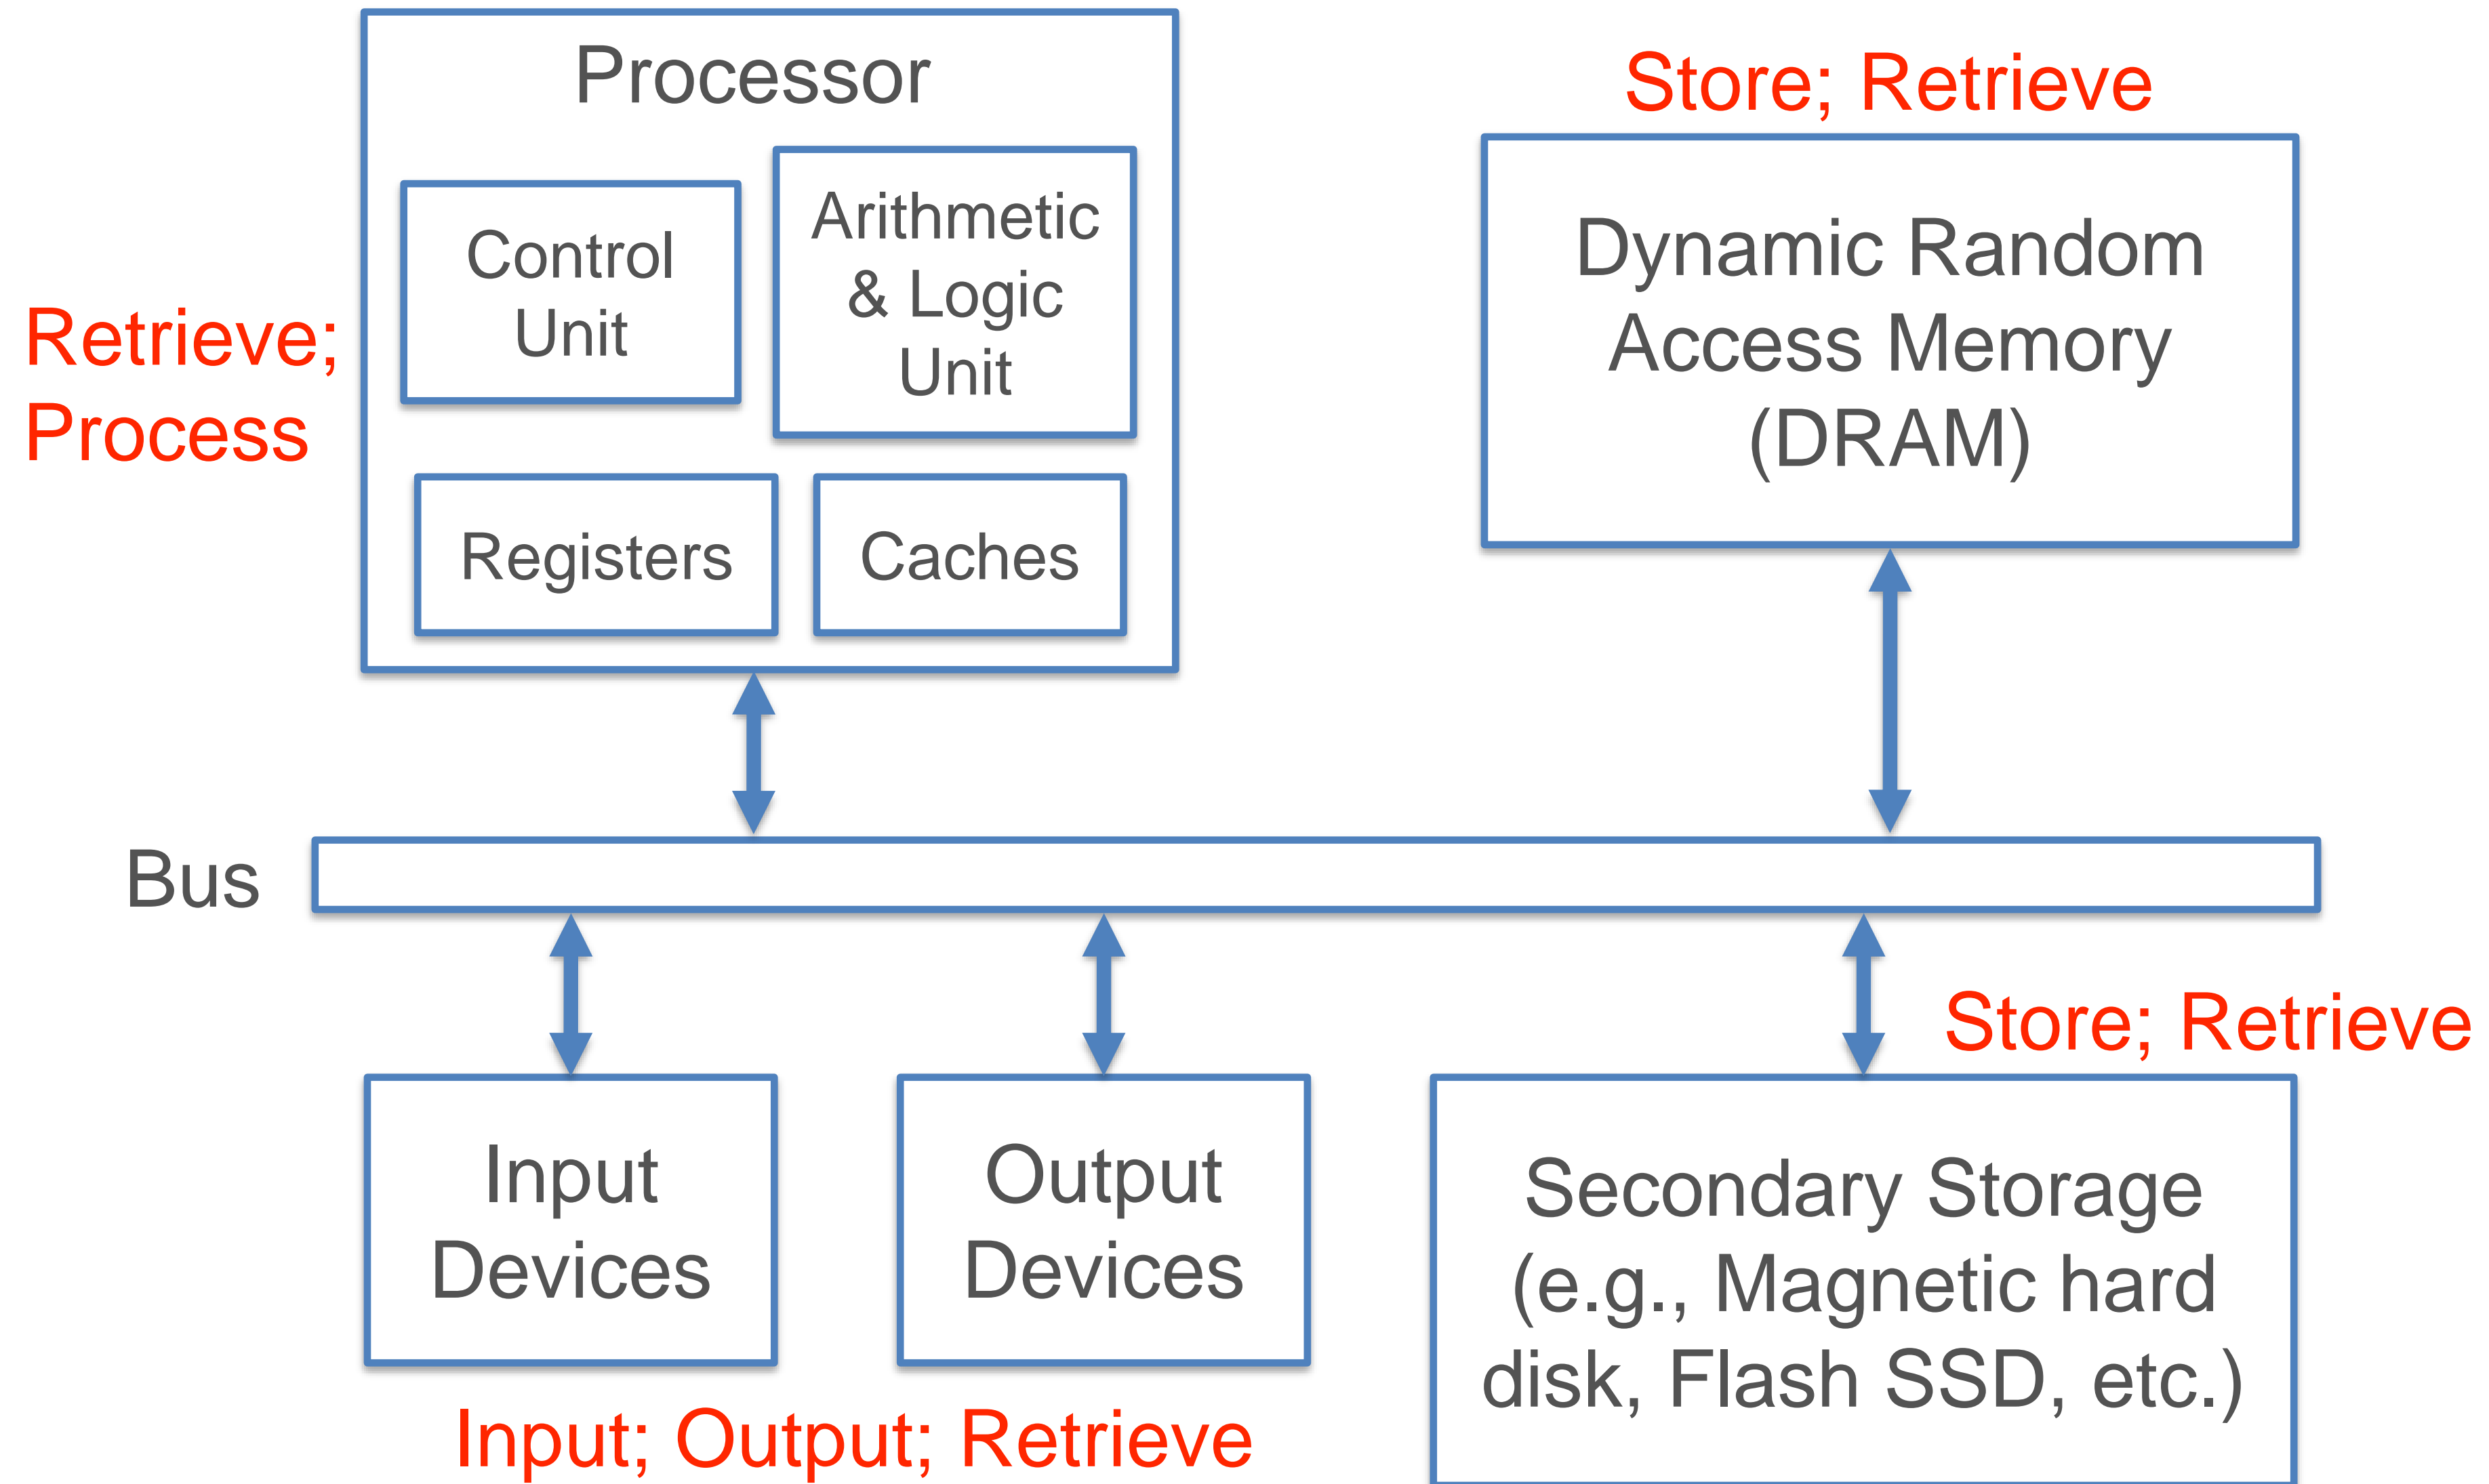 Processor
Control
Unit
Arithmetic
& Logic
Unit
Registers
Caches
Retrieve;
Process
Store; Retrieve
Dynamic Random
Access Memory
(DRAM)
Bus
Input
Devices
Output
Devices
Input; Output; Retrieve
Store; Retrieve
Secondary Storage
(e.g., Magnetic hard
disk, Flash SSD, etc.)